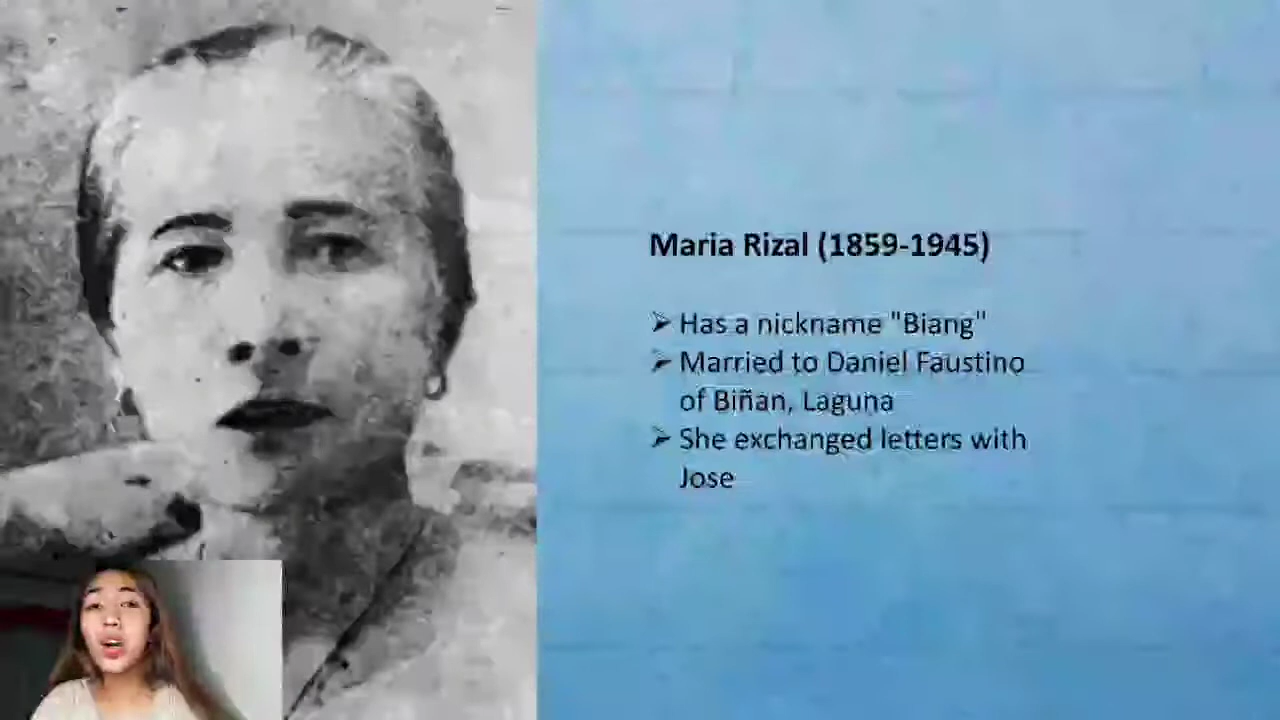 Maria Rizal (1859-1945)
➢ Has a nickname "Biang"
➢ Married to Daniel Faustino
of Biñan, Laguna
➢ She exchanged letters with
Jose